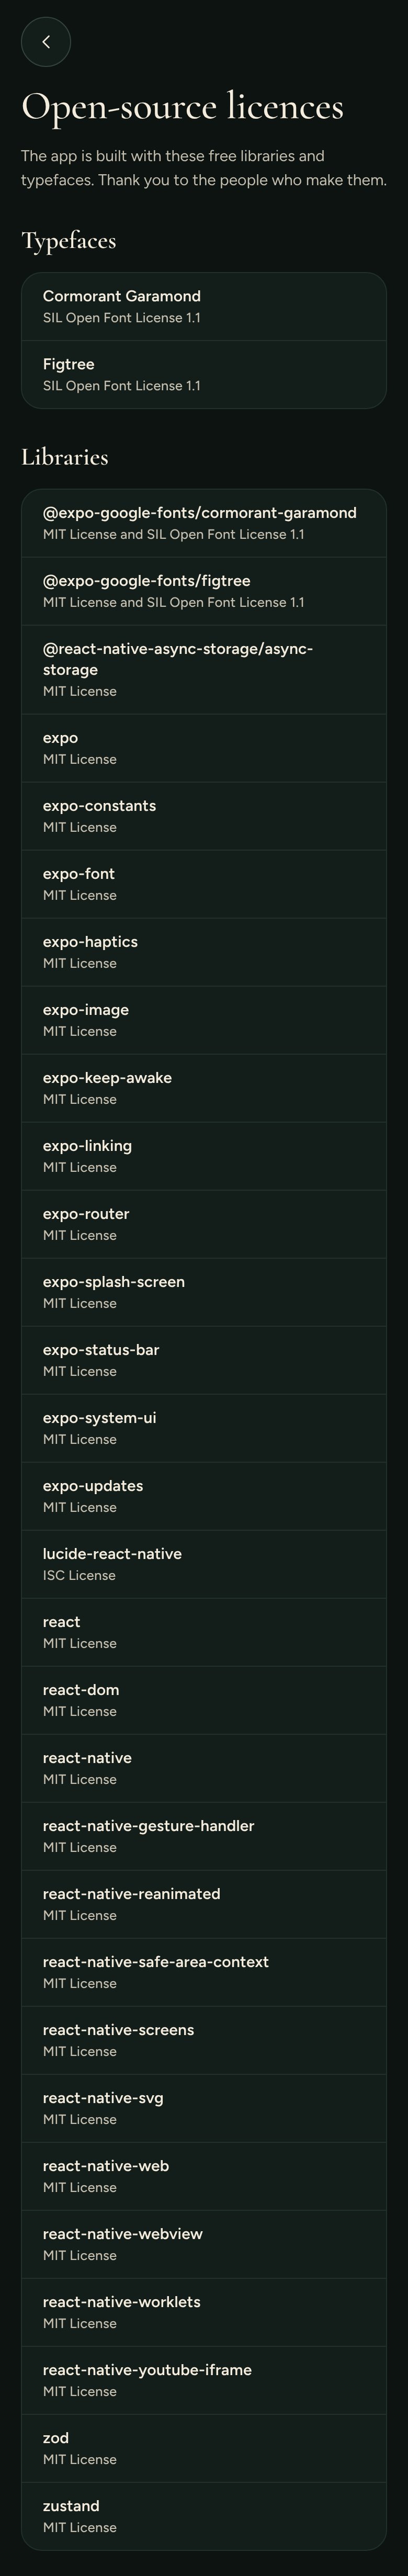 Open-source licences
The app is built with these free libraries and
typefaces. Thank you to the people who make them.
Typefaces
Cormorant Garamond
SIL Open Font License 1.1
Figtree
SIL Open Font License 1.1
Libraries
@expo-google-fonts/cormorant-garamond
MIT License and SIL Open Font License 1.1
@expo-google-fonts/figtree
MIT License and SIL Open Font License 1.1
@react-native-async-storage/async-
storage
MIT License
expo
MIT License
expo-constants
MIT License
expo-font
MIT License
expo-haptics
MIT License
expo-image
MIT License
expo-keep-awake
MIT License
expo-linking
MIT License
expo-router
MIT License
expo-splash-screen
MIT License
expo-status-bar
MIT License
expo-system-ui
MIT License
expo-updates
MIT License
lucide-react-native
ISC License
react
MIT License
react-dom
MIT License
react-native
MIT License
react-native-gesture-handler
MIT License
react-native-reanimated
MIT License
react-native-safe-area-context
MIT License
react-native-screens
MIT License
react-native-svg
MIT License
react-native-web
MIT License
react-native-webview
MIT License
react-native-worklets
MIT License
react-native-youtube-iframe
MIT License
zod
MIT License
zustand
MIT License